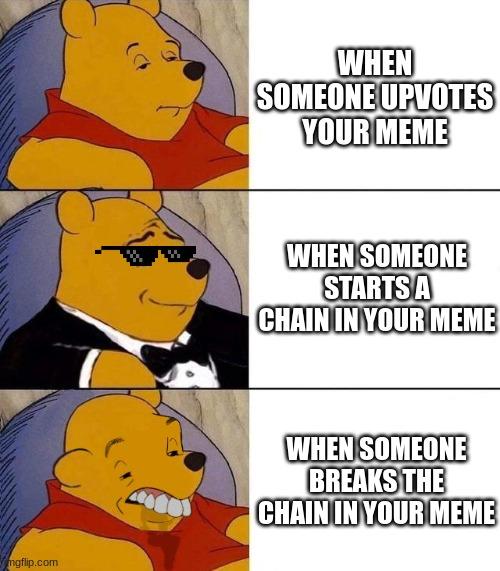 WHEN
SOMEONE UPVOTES
YOUR MEME
WHEN SOMEONE
STARTS A
CHAIN IN YOUR MEME
WHEN SOMEONE
BREAKS THE
CHAIN IN YOUR MEME
imgflip.com